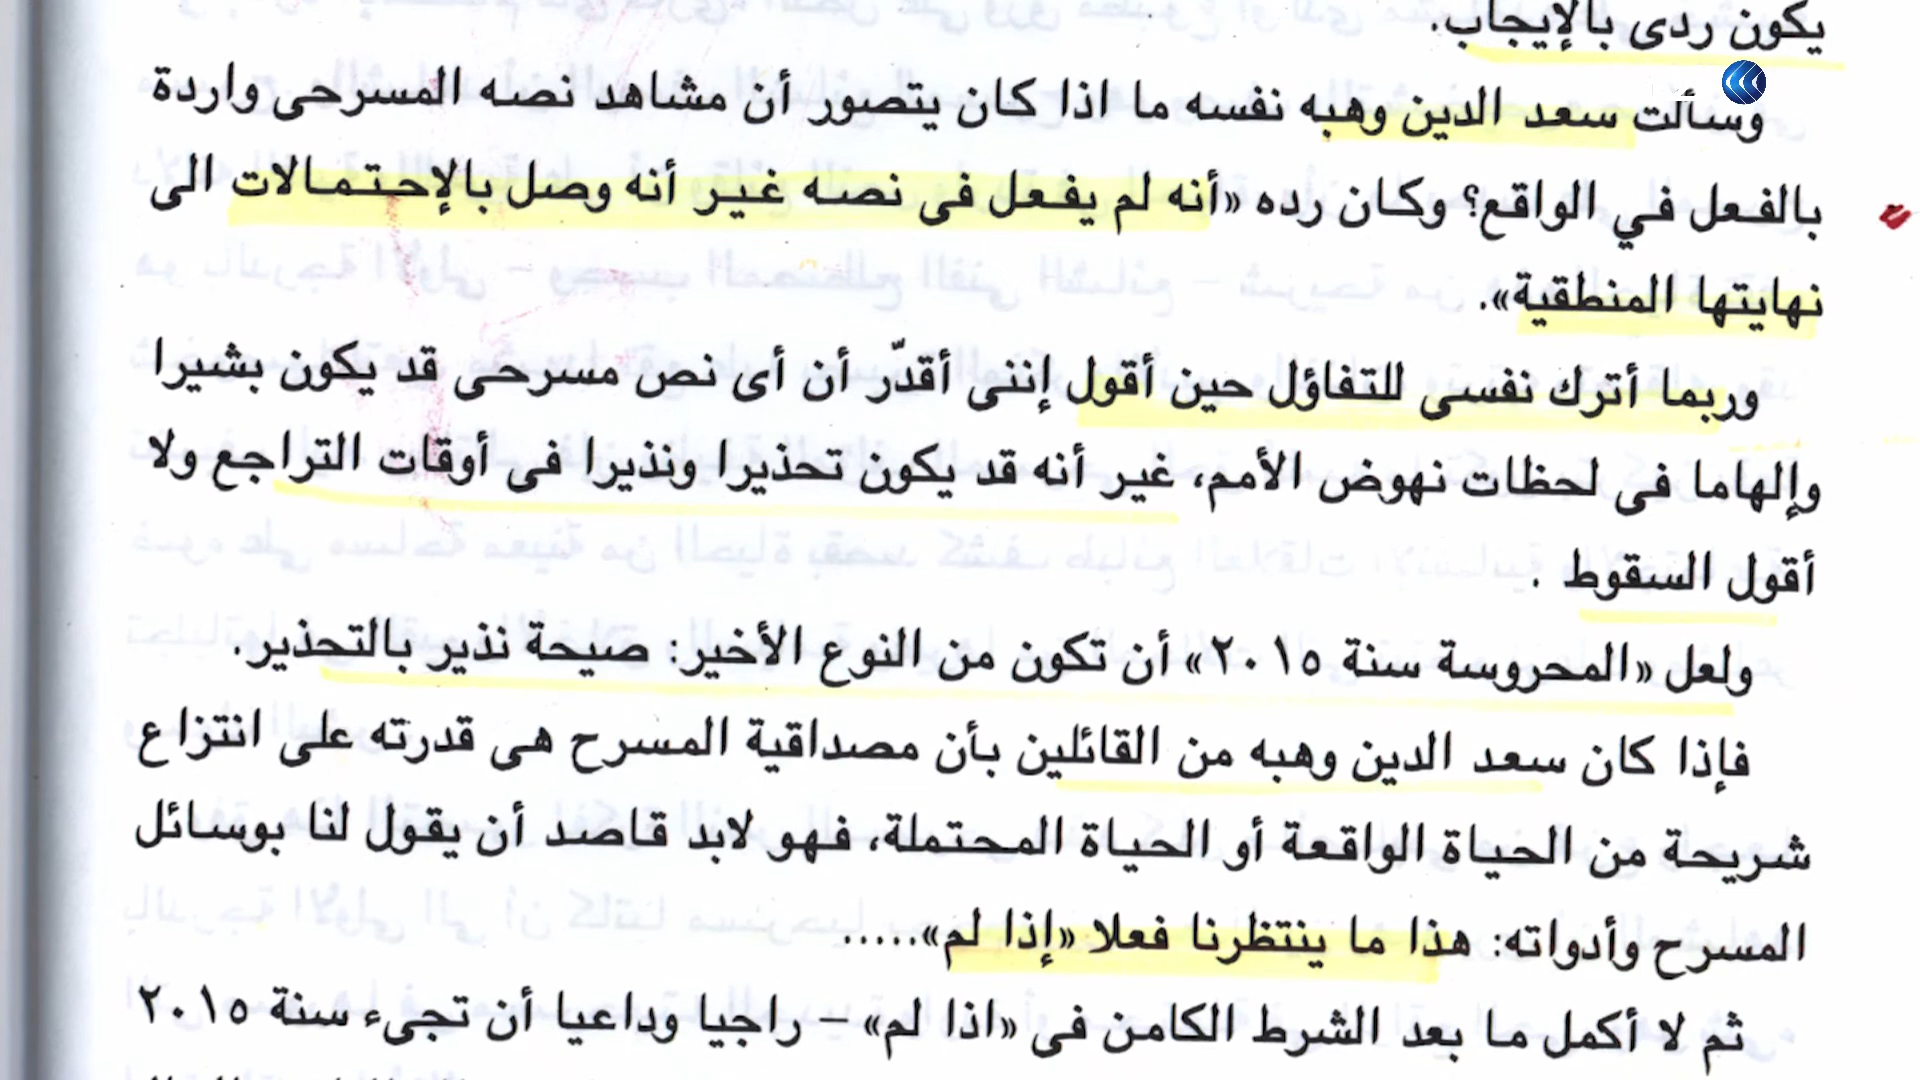 يكون ردى بالإيجاب.
وسألت سعد الدين وهبه نفسه ما اذا كان يتصور أن مشاهد نصه المسرحى واردة
بالفعل في الواقع؟ وكان رده «أنه لم يفعل فى نصه غير أنه وصل بالإحتمالات الى
نهايتها المنطقية».
وربما أترك نفسى للتفاؤل حين أقول إننى أقدّر أن أى نص مسرحى قد يكون بشيرا
وإلهاما فى لحظات نهوض الأمم، غير أنه قد يكون تحذيرا ونذيرا فى أوقات التراجع ولا
أقول السقوط .
ولعل «المحروسة سنة ٢٠١٥» أن تكون من النوع الأخير: صيحة نذير بالتحذير.
فإذا كان سعد الدين وهبه من القائلين بأن مصداقية المسرح هى قدرته على انتزاع
شريحة من الحياة الواقعة أو الحياة المحتملة، فهو لابد قاصد أن يقول لنا بوسائل
المسرح وأدواته: هذا ما ينتظرنا فعلا «إذا لم».....
ثم لا أكمل ما بعد الشرط الكامن فى «اذا لم» – راجيا وداعيا أن تجىء سنة ٢٠١٥